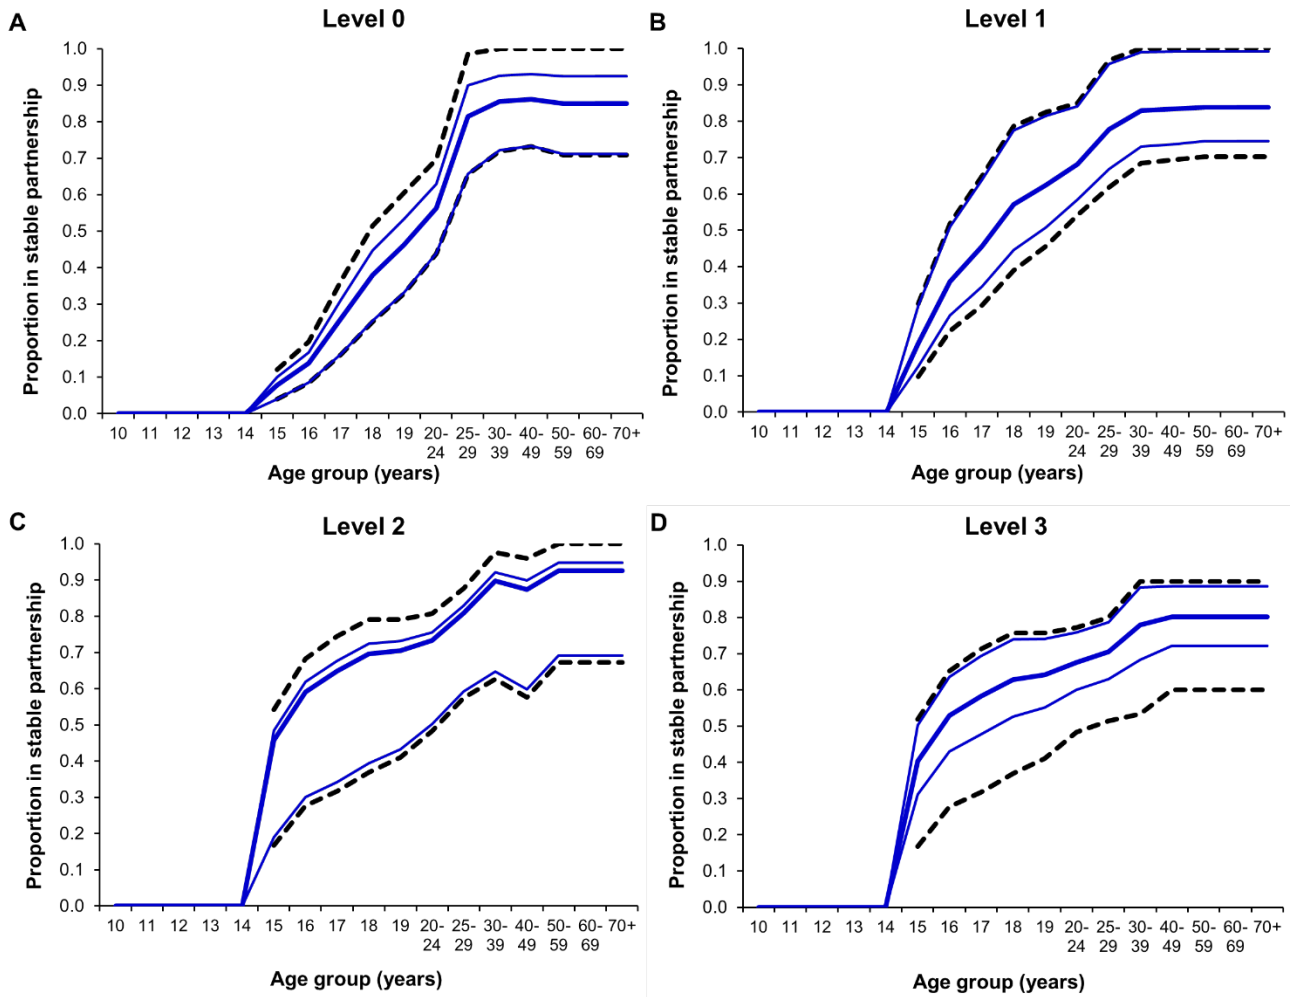 A
Level 0
Proportion in stable partnership
1.0
0.9
0.8
0.7
0.6
0.5
0.4
0.3
0.2
0.1
0.0
10 11 12 13 14 15 16 17 18 19 20- 25- 30- 40- 50- 60- 70+
24 29 39 49 59 69
Age group (years)
B
Level 1
Proportion in stable partnership
1.0
0.9
0.8
0.7
0.6
0.5
0.4
0.3
0.2
0.1
0.0
10 11 12 13 14 15 16 17 18 19 20- 25- 30- 40- 50- 60- 70+
24 29 39 49 59 69
Age group (years)
C
Level 2
Proportion in stable partnership
1.0
0.9
0.8
0.7
0.6
0.5
0.4
0.3
0.2
0.1
0.0
10 11 12 13 14 15 16 17 18 19 20- 25- 30- 40- 50- 60- 70+
24 29 39 49 59 69
Age group (years)
D
Level 3
Proportion in stable partnership
1.0
0.9
0.8
0.7
0.6
0.5
0.4
0.3
0.2
0.1
0.0
10 11 12 13 14 15 16 17 18 19 20- 25- 30- 40- 50- 60- 70+
24 29 39 49 59 69
Age group (years)